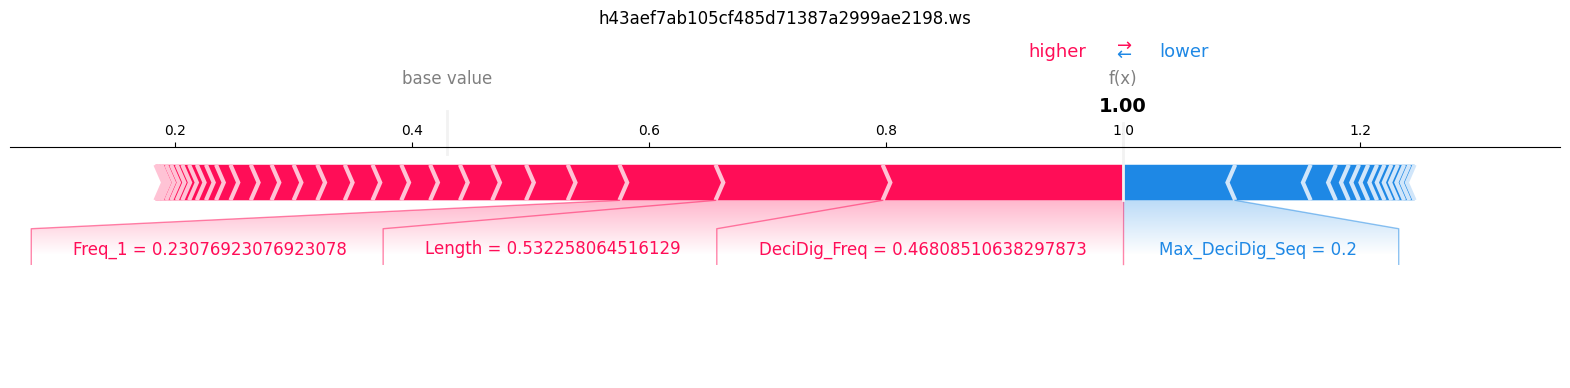 h43aef7ab105cf485d71387a2999ae2198.ws
higher → ← lower
base value f(x)
1.00
0.2 0.4 0.6 0.8 1 0 1.2
Freq_1 = 0.23076923076923078 Length = 0.532258064516129 DeciDig_Freq = 0.46808510638297873 Max_DeciDig_Seq = 0.2